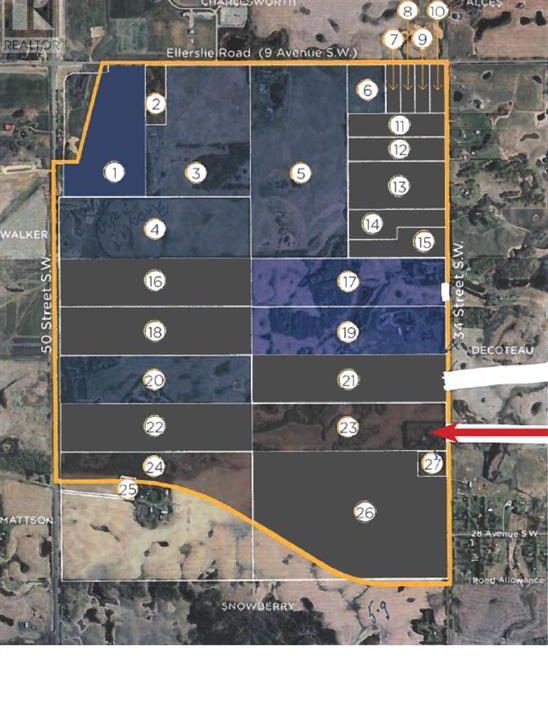 CHARLESWORTH
ALCES
REALTOR
8 10
Ellerslie Road (9 Avenue S.W.)
7 9
2 6
11
12
1 3 5 13
14
WALKER 4 15
50 Street S.W.
34 Street S.W.
16 17
18 19
DECOTEAU
20 21
22 23
24 27
25
26
MATTSON
28 Avenue S.W
Road Allowance
SNOWBERRY
59